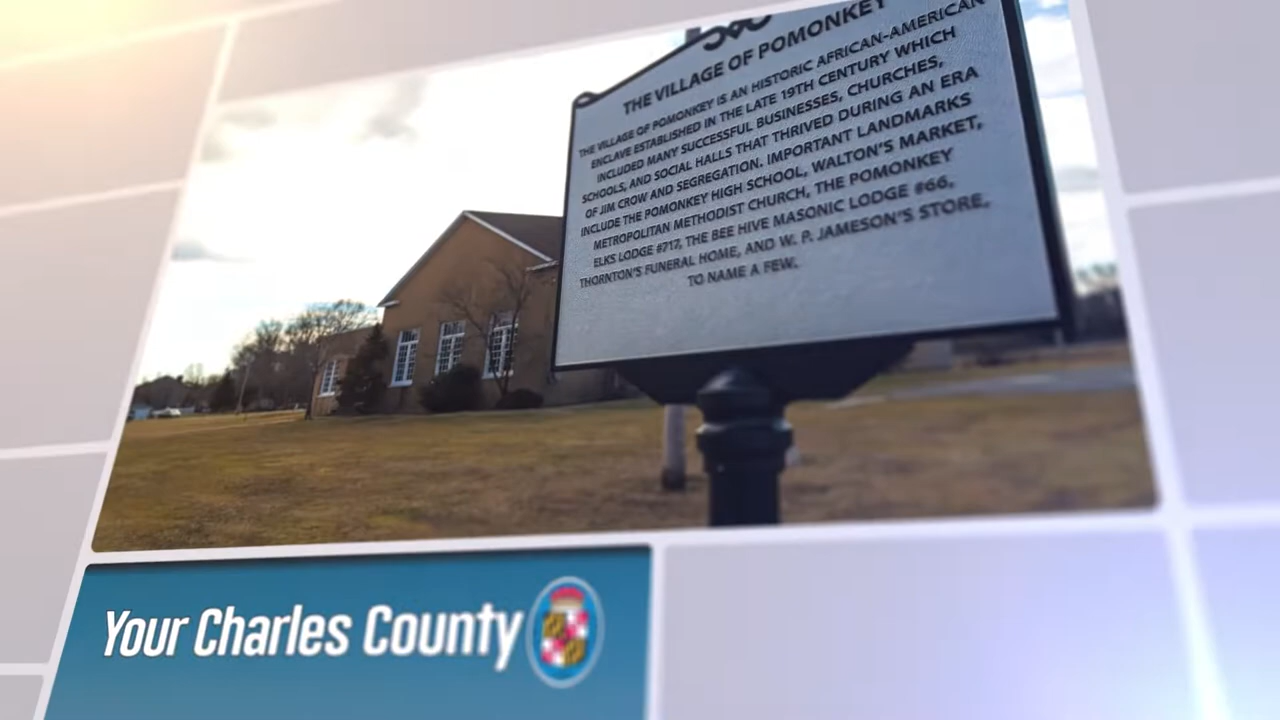 THE VILLAGE OF POMONKEY
THE VILLAGE OF POMONKEY IS AN HISTORIC AFRICAN-AMERICAN
ENCLAVE ESTABLISHED IN THE LATE 19TH CENTURY WHICH
INCLUDED MANY SUCCESSFUL BUSINESSES, CHURCHES,
SCHOOLS, AND SOCIAL HALLS THAT THRIVED DURING AN ERA
OF JIM CROW AND SEGREGATION. IMPORTANT LANDMARKS
INCLUDE THE POMONKEY HIGH SCHOOL, WALTON'S MARKET,
METROPOLITAN METHODIST CHURCH, THE POMONKEY
ELKS LODGE #717, THE BEE HIVE MASONIC LODGE #66,
THORNTON'S FUNERAL HOME, AND W. P. JAMESON'S STORE,
TO NAME A FEW.
Your Charles County